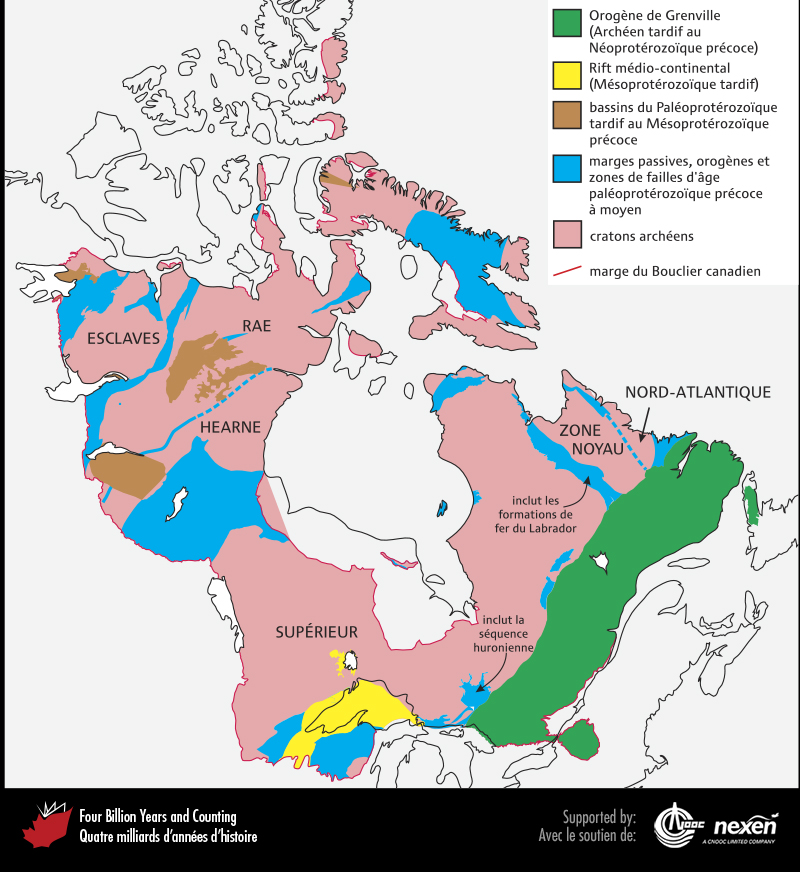 Orogène de Grenville
(Archéen tardif au
Néoprotérozoïque précoce)
Rift médio-continental
(Mésoprotérozoïque tardif)
bassins du Paléoprotérozoïque
tardif au Mésoprotérozoïque
précoce
marges passives, orogènes et
zones de failles d'âge
paléoprotérozoïque précoce
à moyen
cratons archéens
marge du Bouclier canadien
ESCLAVES
RAE
HEARNE
NORD-ATLANTIQUE
ZONE
NOYAU
inclut les
formations de
fer du Labrador
SUPÉRIEUR
inclut la
séquence
huronienne
Four Billion Years and Counting
Quatre milliards d'années d'histoire
Supported by:
Avec le soutien de:
cnooc nexen
A CNOOC LIMITED COMPANY